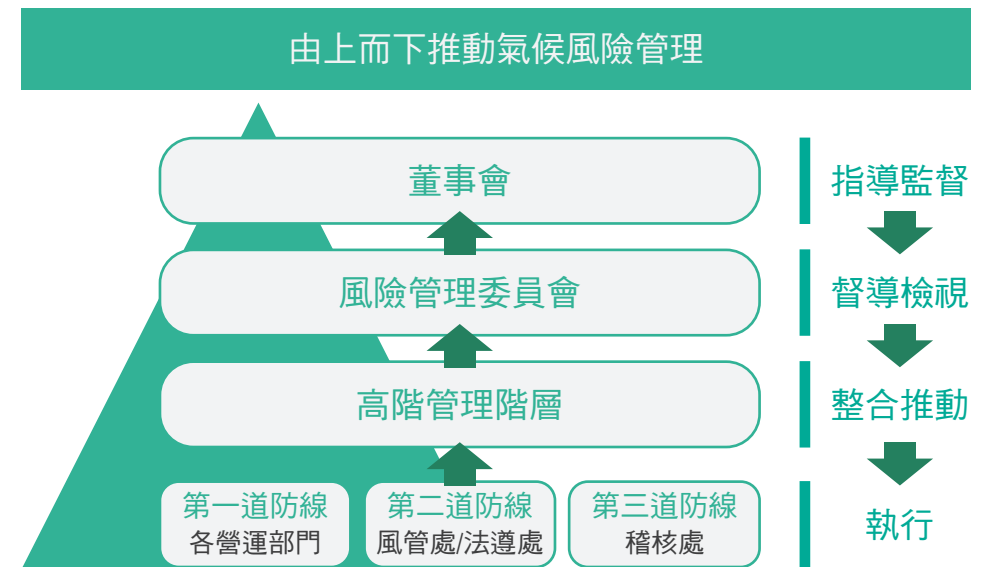 由上而下推動氣候風險管理
董事會
指導監督
風險管理委員會
督導檢視
高階管理階層
整合推動
第一道防線
各營運部門
第二道防線
風管處/法遵處
第三道防線
稽核處
執行